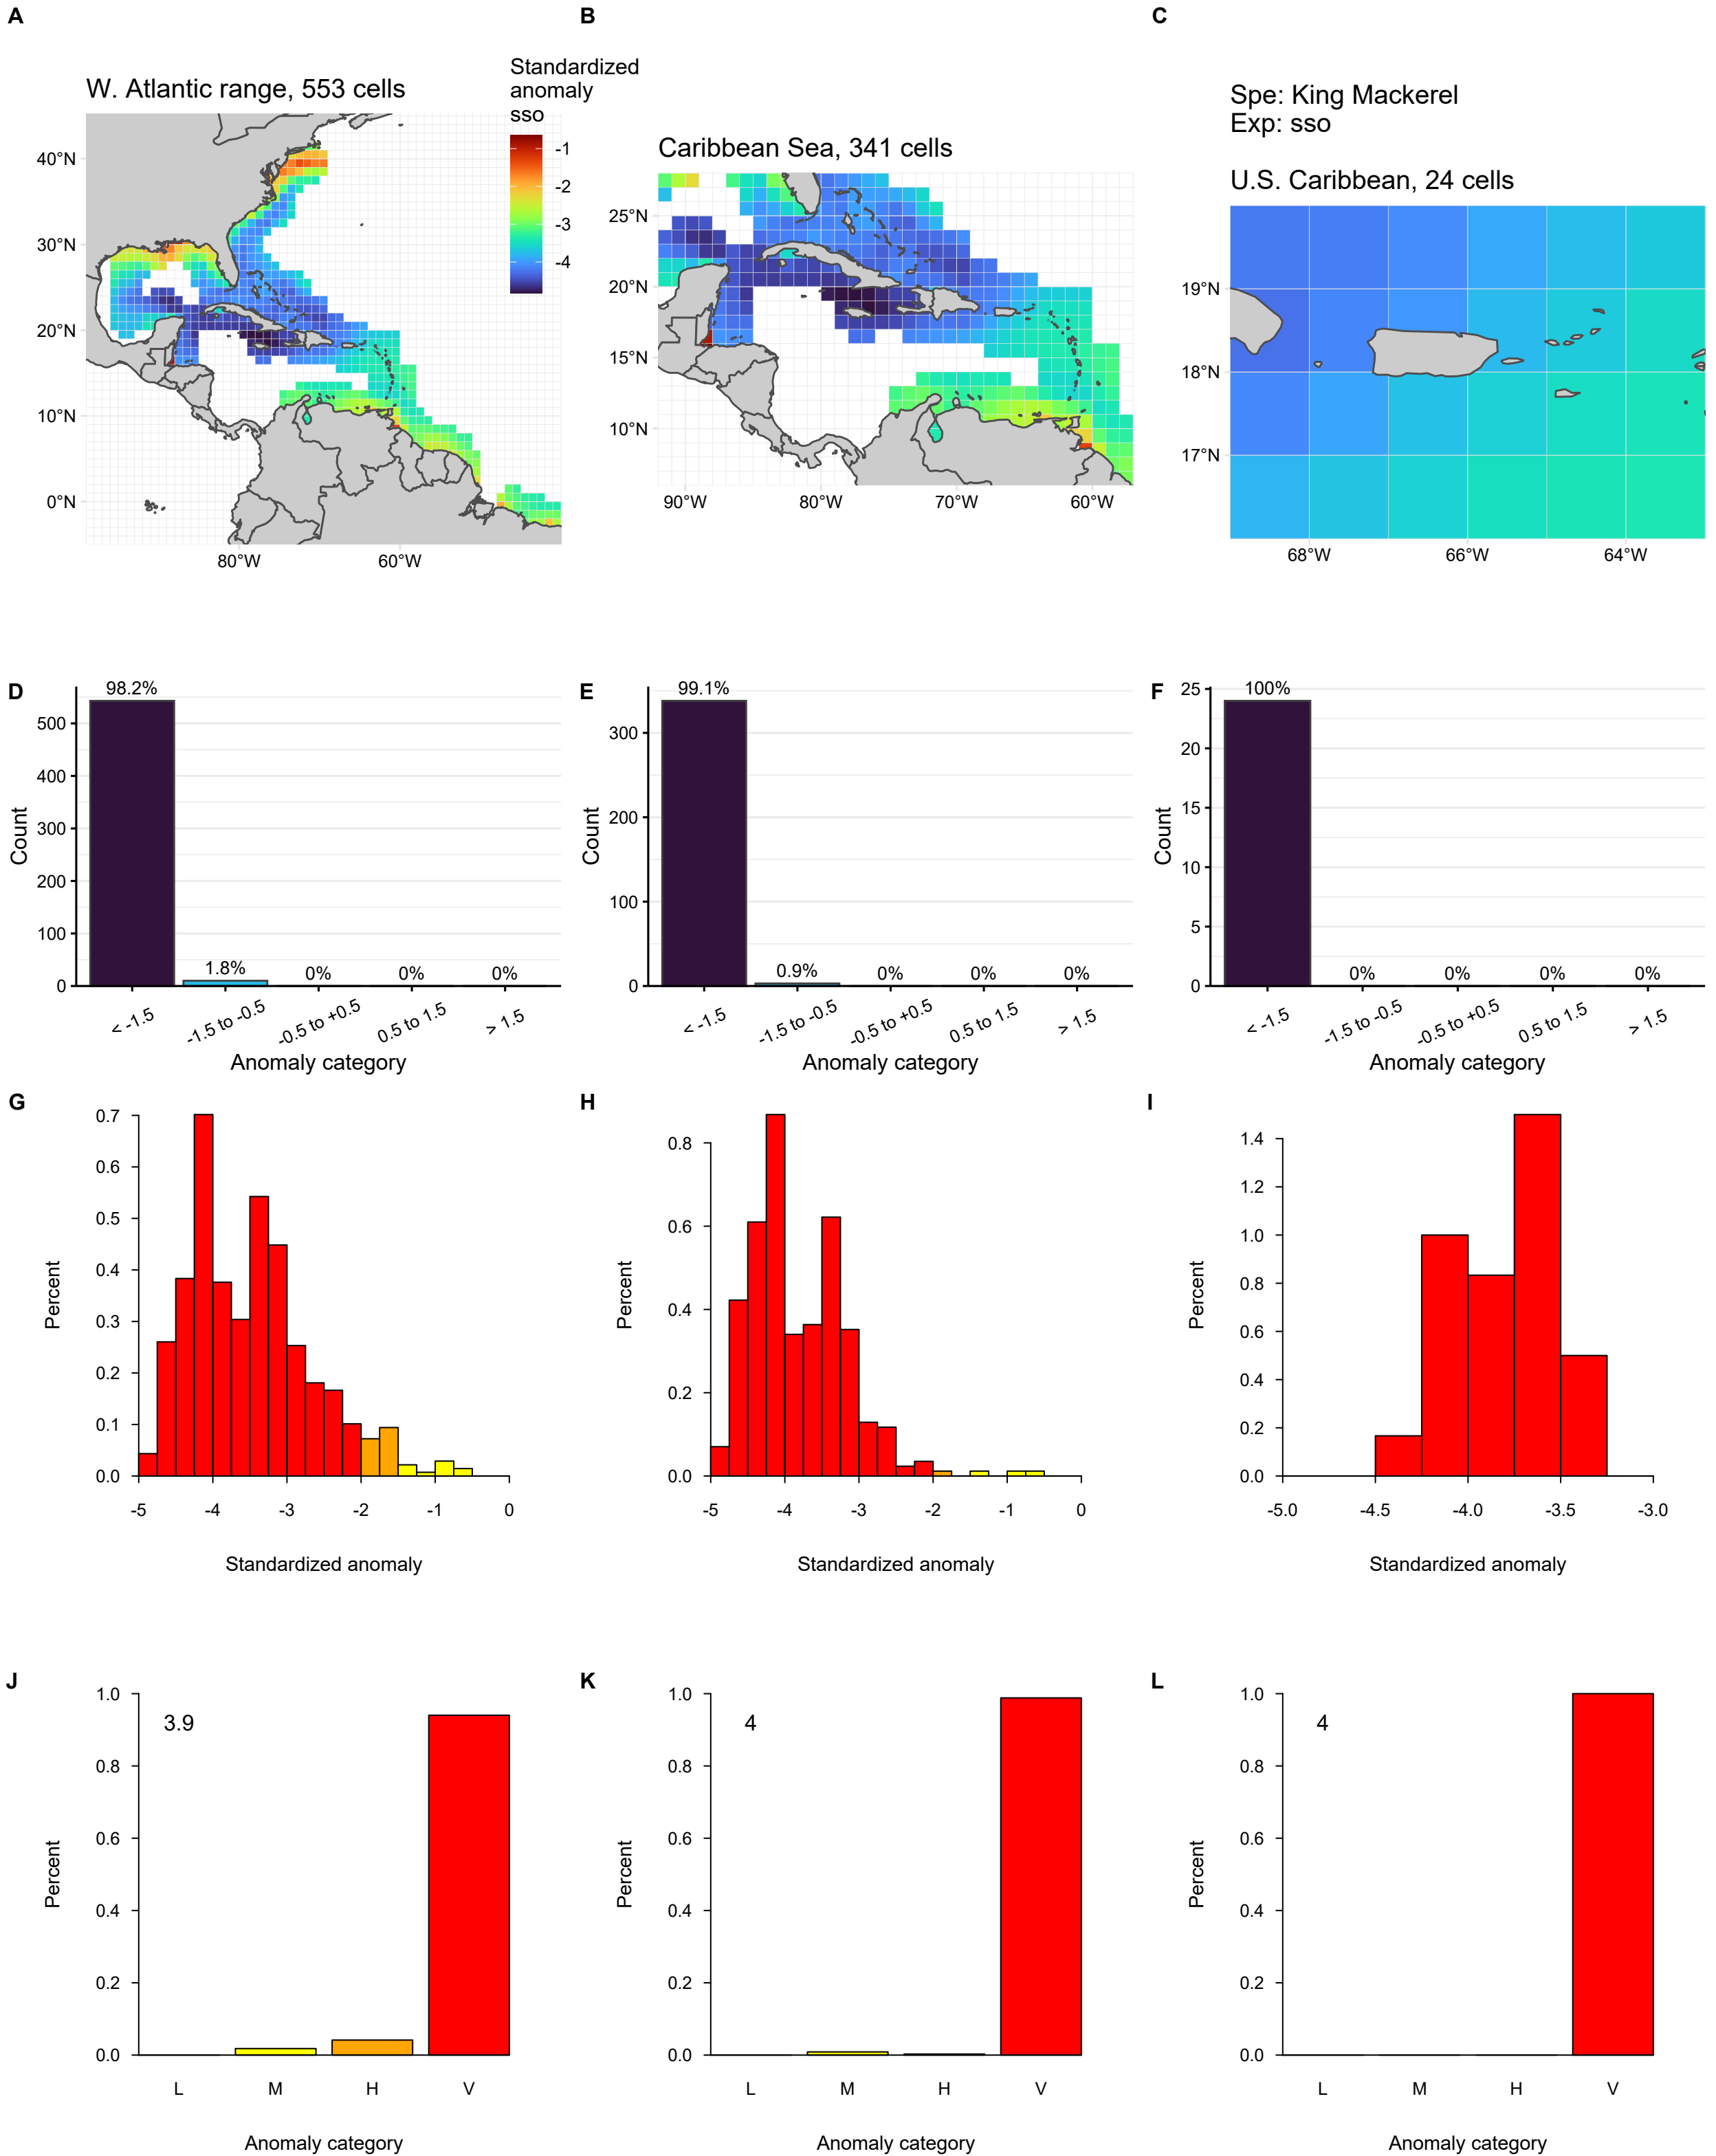 A
B
C
W. Atlantic range, 553 cells
Standardized
anomaly
sso
-1
-2
-3
-4
40°N
30°N
20°N
10°N
0°N
80°W
60°W
Caribbean Sea, 341 cells
25°N
20°N
15°N
10°N
90°W
80°W
70°W
60°W
Spe: King Mackerel
Exp: sso
U.S. Caribbean, 24 cells
19°N
18°N
17°N
68°W
66°W
64°W
D
98.2%
1.8%
0%
0%
0%
500
400
300
200
100
0
Count
< -1.5
-1.5 to -0.5
-0.5 to +0.5
0.5 to 1.5
> 1.5
Anomaly category
E
99.1%
0.9%
0%
0%
0%
300
200
100
0
Count
< -1.5
-1.5 to -0.5
-0.5 to +0.5
0.5 to 1.5
> 1.5
Anomaly category
F
100%
0%
0%
0%
0%
25
20
15
10
5
0
Count
< -1.5
-1.5 to -0.5
-0.5 to +0.5
0.5 to 1.5
> 1.5
Anomaly category
G
0.7
0.6
0.5
0.4
0.3
0.2
0.1
0.0
Percent
-5
-4
-3
-2
-1
0
Standardized anomaly
H
0.8
0.6
0.4
0.2
0.0
Percent
-5
-4
-3
-2
-1
0
Standardized anomaly
I
1.4
1.2
1.0
0.8
0.6
0.4
0.2
0.0
Percent
-5.0
-4.5
-4.0
-3.5
-3.0
Standardized anomaly
J
3.9
1.0
0.8
0.6
0.4
0.2
0.0
Percent
L
M
H
V
Anomaly category
K
4
1.0
0.8
0.6
0.4
0.2
0.0
Percent
L
M
H
V
Anomaly category
L
4
1.0
0.8
0.6
0.4
0.2
0.0
Percent
L
M
H
V
Anomaly category